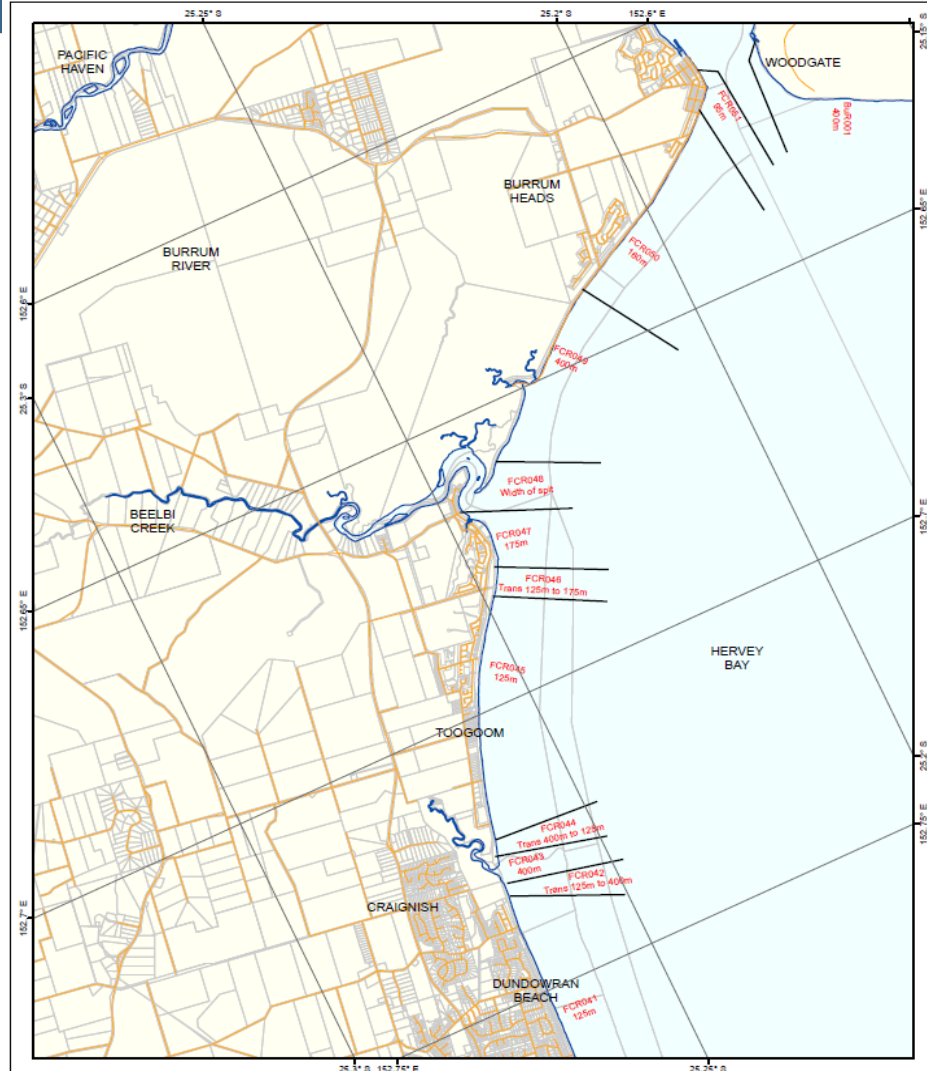 25.25° S
25.2° S
152.6° E
25.15° S
PACIFIC
HAVEN
WOODGATE
FCR051
95m
BUR001
400m
BURRUM
HEADS
152.65° E
FCR050
160m
BURRUM
RIVER
152.6° E
FCR049
400m
25.3° S
FCR048
Width of spit
BEELBI
CREEK
152.7° E
FCR047
175m
FCR046
Trans 125m to 175m
152.65° E
HERVEY
BAY
FCR045
125m
TOOGOOM
25.2° S
152.75° E
FCR044
Trans 400m to 125m
FCR043
400m
FCR042
Trans 125m to 400m
CRAIGNISH
152.7° E
DUNDOWRAN
BEACH
FCR041
125m
25.3° S
152.75° E
25.25° S